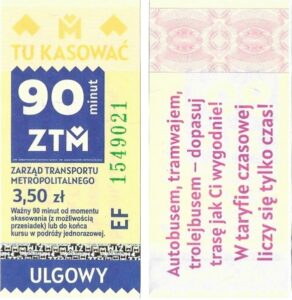 TU KASOWAĆ
90
minut
ZTM
ZARZĄD TRANSPORTU
METROPOLITALNEGO
3,50 zł
Ważny 90 minut od momentu
skasowania (z możliwością
przesiadek) lub do końca
kursu w podróży jednorazowej.
EF 1549021
ULGOWY
Autobusem, tramwajem,
trolejbusem – dopasuj
trasę jak Ci wygodnie!
W taryfie czasowej
liczy się tylko czas!